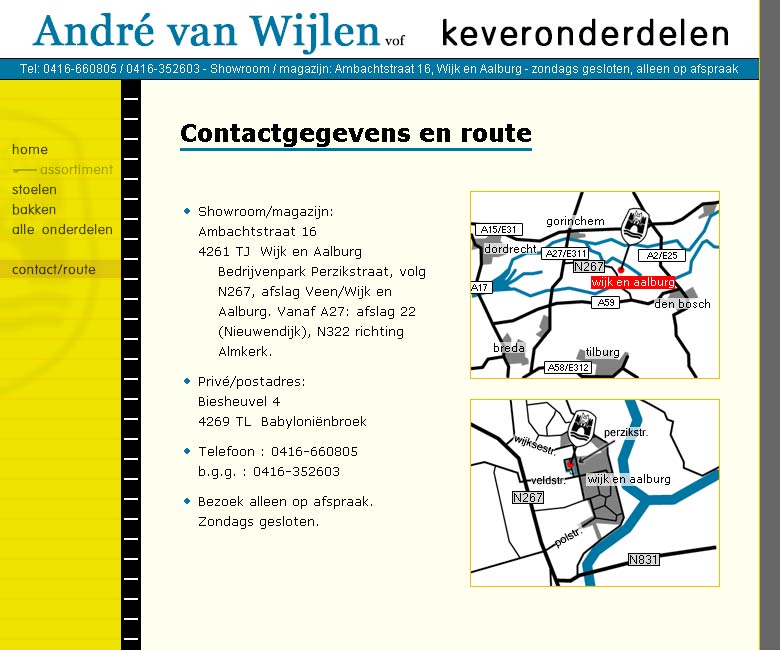 André van Wijlen vof keveronderdelen
Tel: 0416-660805 / 0416-352603 - Showroom / magazijn: Ambachtstraat 16, Wijk en Aalburg - zondags gesloten, alleen op afspraak
home
assortiment
stoelen
bakken
alle onderdelen
contact/route
Contactgegevens en route
Showroom/magazijn:
Ambachtstraat 16
4261 TJ Wijk en Aalburg
Bedrijvenpark Perzikstraat, volg
N267, afslag Veen/Wijk en
Aalburg. Vanaf A27: afslag 22
(Nieuwendijk), N322 richting
Almkerk.
Privé/postadres:
Biesheuvel 4
4269 TL Babyloniënbroek
Telefoon : 0416-660805
b.g.g. : 0416-352603
Bezoek alleen op afspraak.
Zondags gesloten.
gorinchem
A15/E31
dordrecht
A27/E311
A2/E25
N267
wijk en aalburg
A17
A59
den bosch
breda
tilburg
A58/E312
perzikstr.
wijksestr.
veldstr.
wijk en aalburg
N267
polstr.
N831